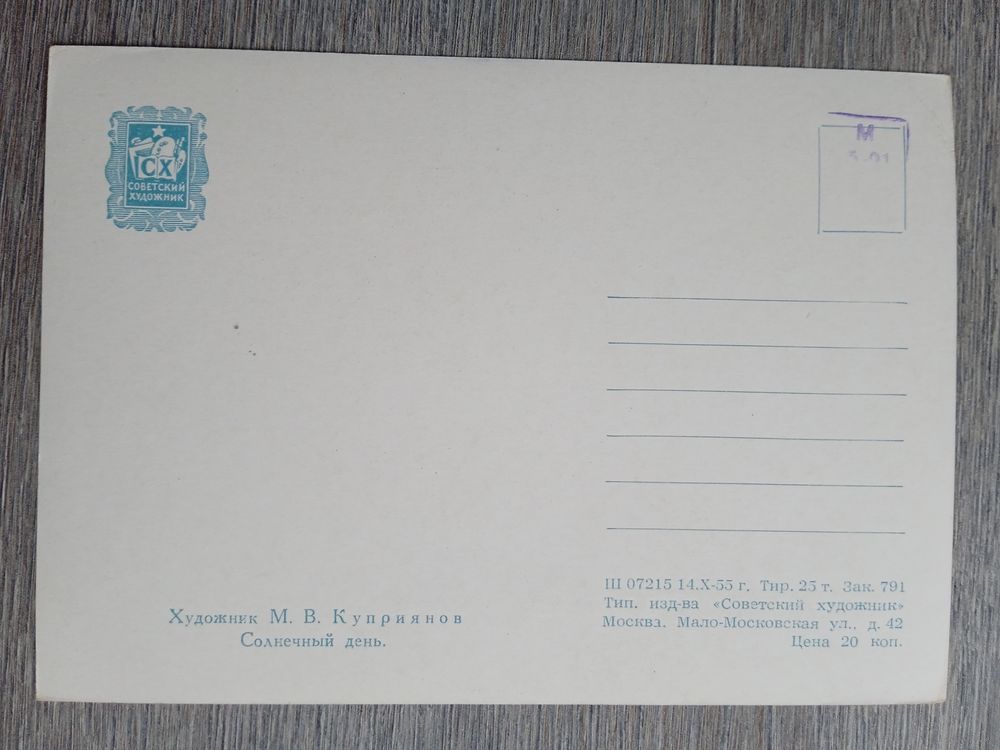 СХ
СОВЕТСКИЙ
ХУДОЖНИК
М
Художник М. В. Куприянов
Солнечный день.
Ш 07215 14.X-55 г. Тир. 25 т. Зак. 791
Тип. изд-ва «Советский художник»
Москва. Мало-Московская ул., д. 42
Цена 20 коп.